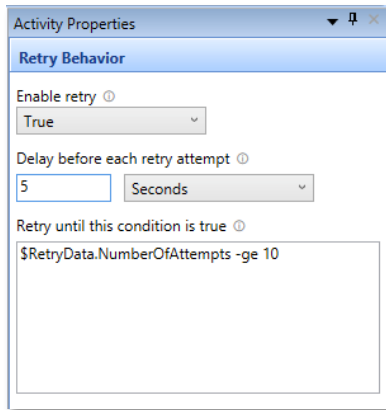 Activity Properties
Retry Behavior
Enable retry
True
Delay before each retry attempt
5 Seconds
Retry until this condition is true
$RetryData.NumberOfAttempts -ge 10